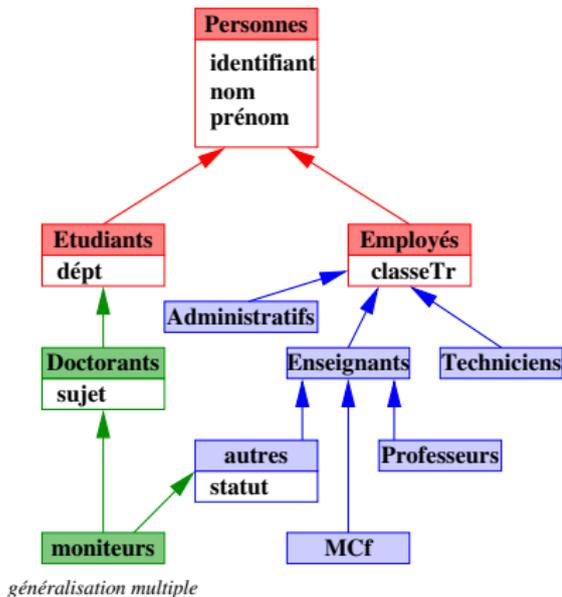 Personnes
identifiant
nom
prénom
Etudiants
dépt
Employés
classeTr
Administratifs
Doctorants
sujet
Enseignants
Techniciens
autres
statut
Professeurs
moniteurs
MCf
généralisation multiple